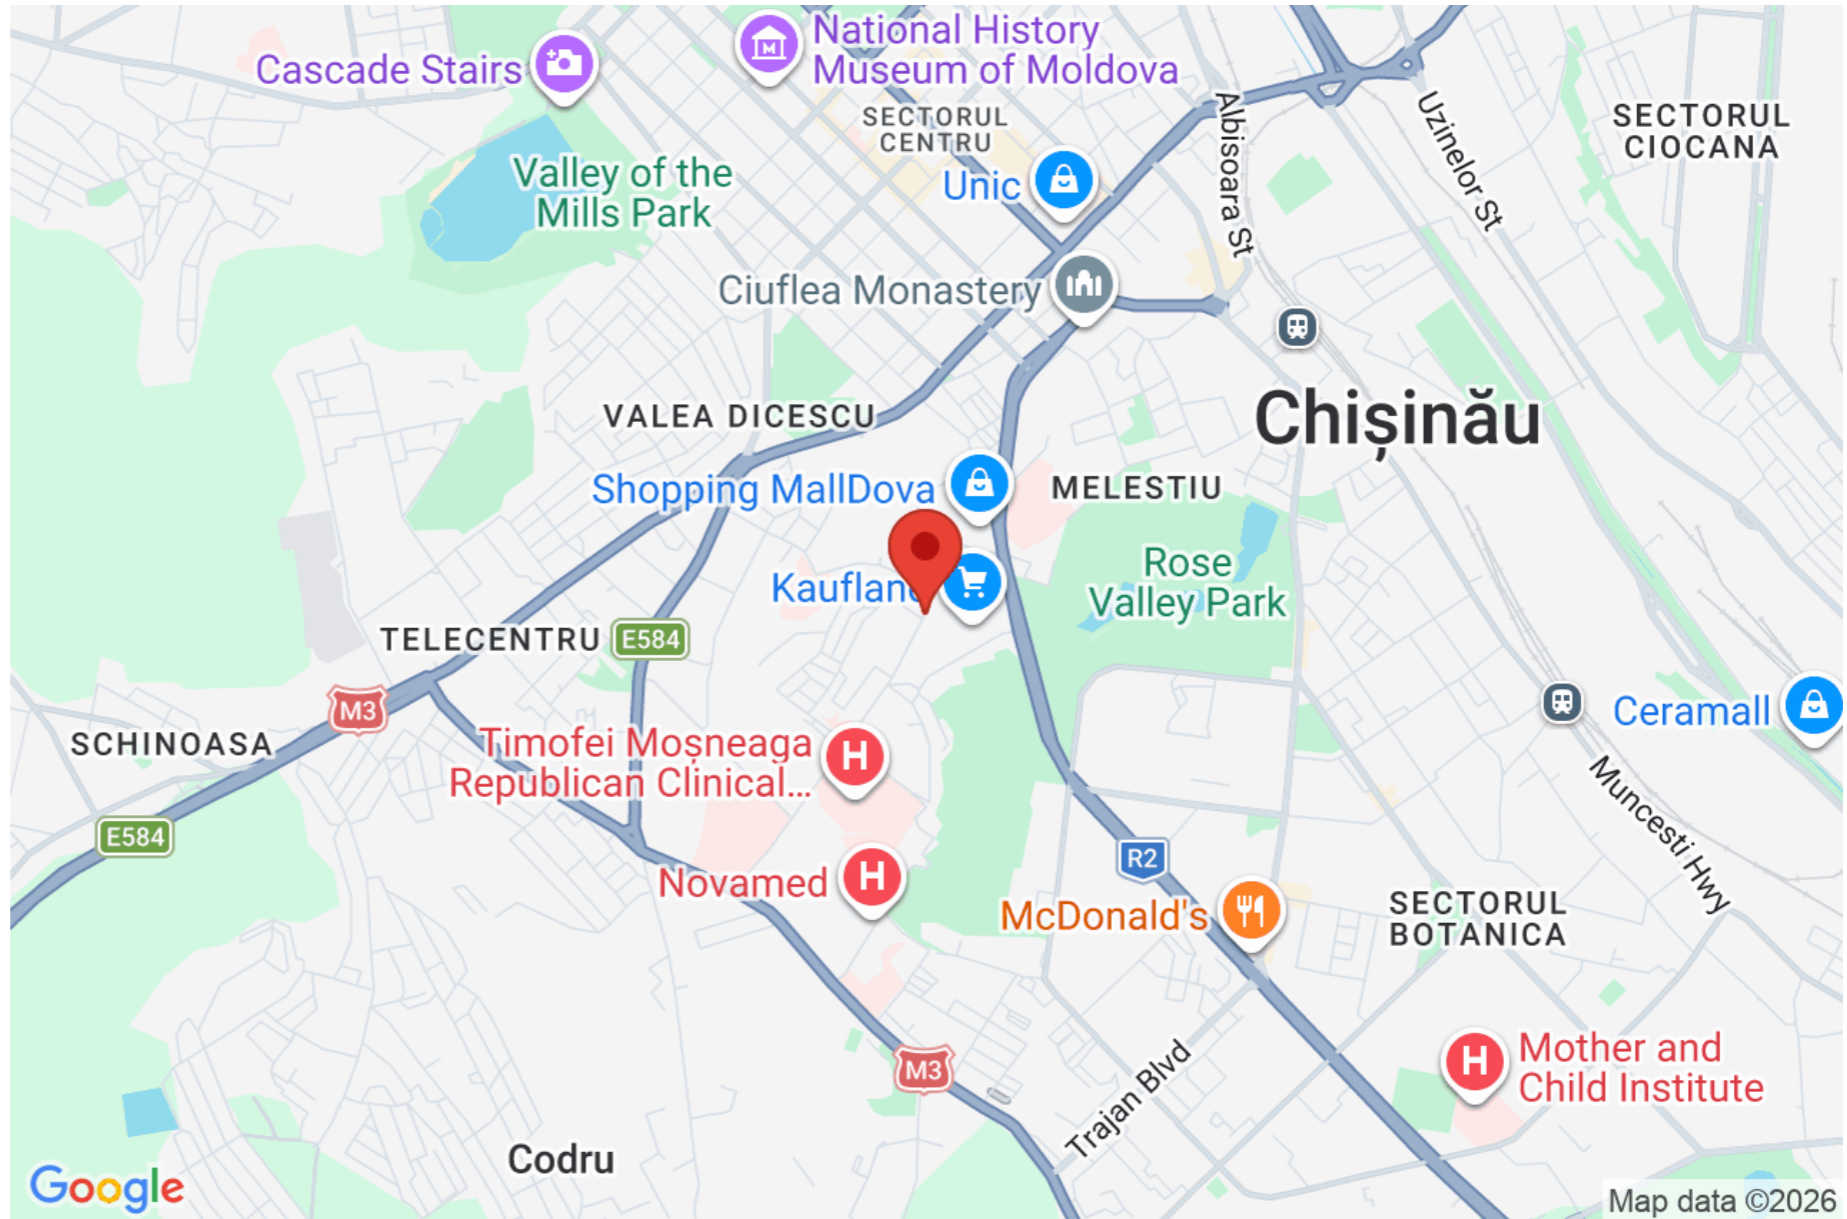 National History
Museum of Moldova
Cascade Stairs
SECTORUL
CENTRU
Albisoara St
Uzinelor St
SECTORUL
CIOCANA
Valley of the
Mills Park
Unic
Ciuflea Monastery
Chișinău
VALEA DICESCU
Shopping MallDova
MELESTIU
Rose
Valley Park
Kaufland
TELECENTRU
E584
M3
SCHINOASA
Timofei Moșneaga
Republican Clinical...
Ceramall
E584
Muncesti Hwy
R2
Novamed
McDonald's
SECTORUL
BOTANICA
M3
Mother and
Child Institute
Trajan Blvd
Codru
Google
Map data ©2026